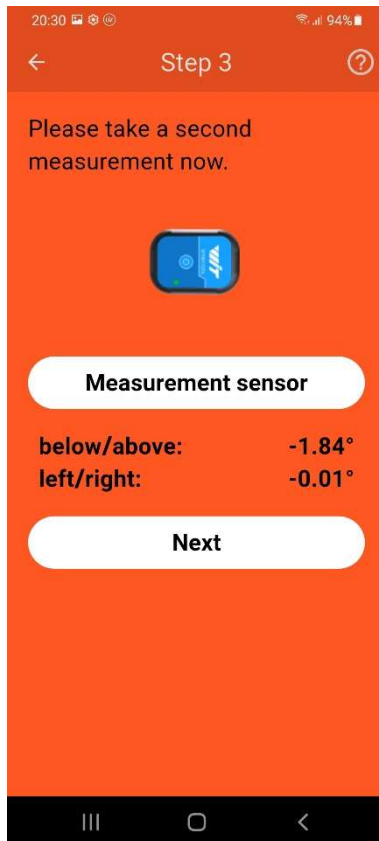 20:30 94%
Step 3
Please take a second
measurement now.
WIT
Measurement sensor
below/above: -1.84°
left/right: -0.01°
Next